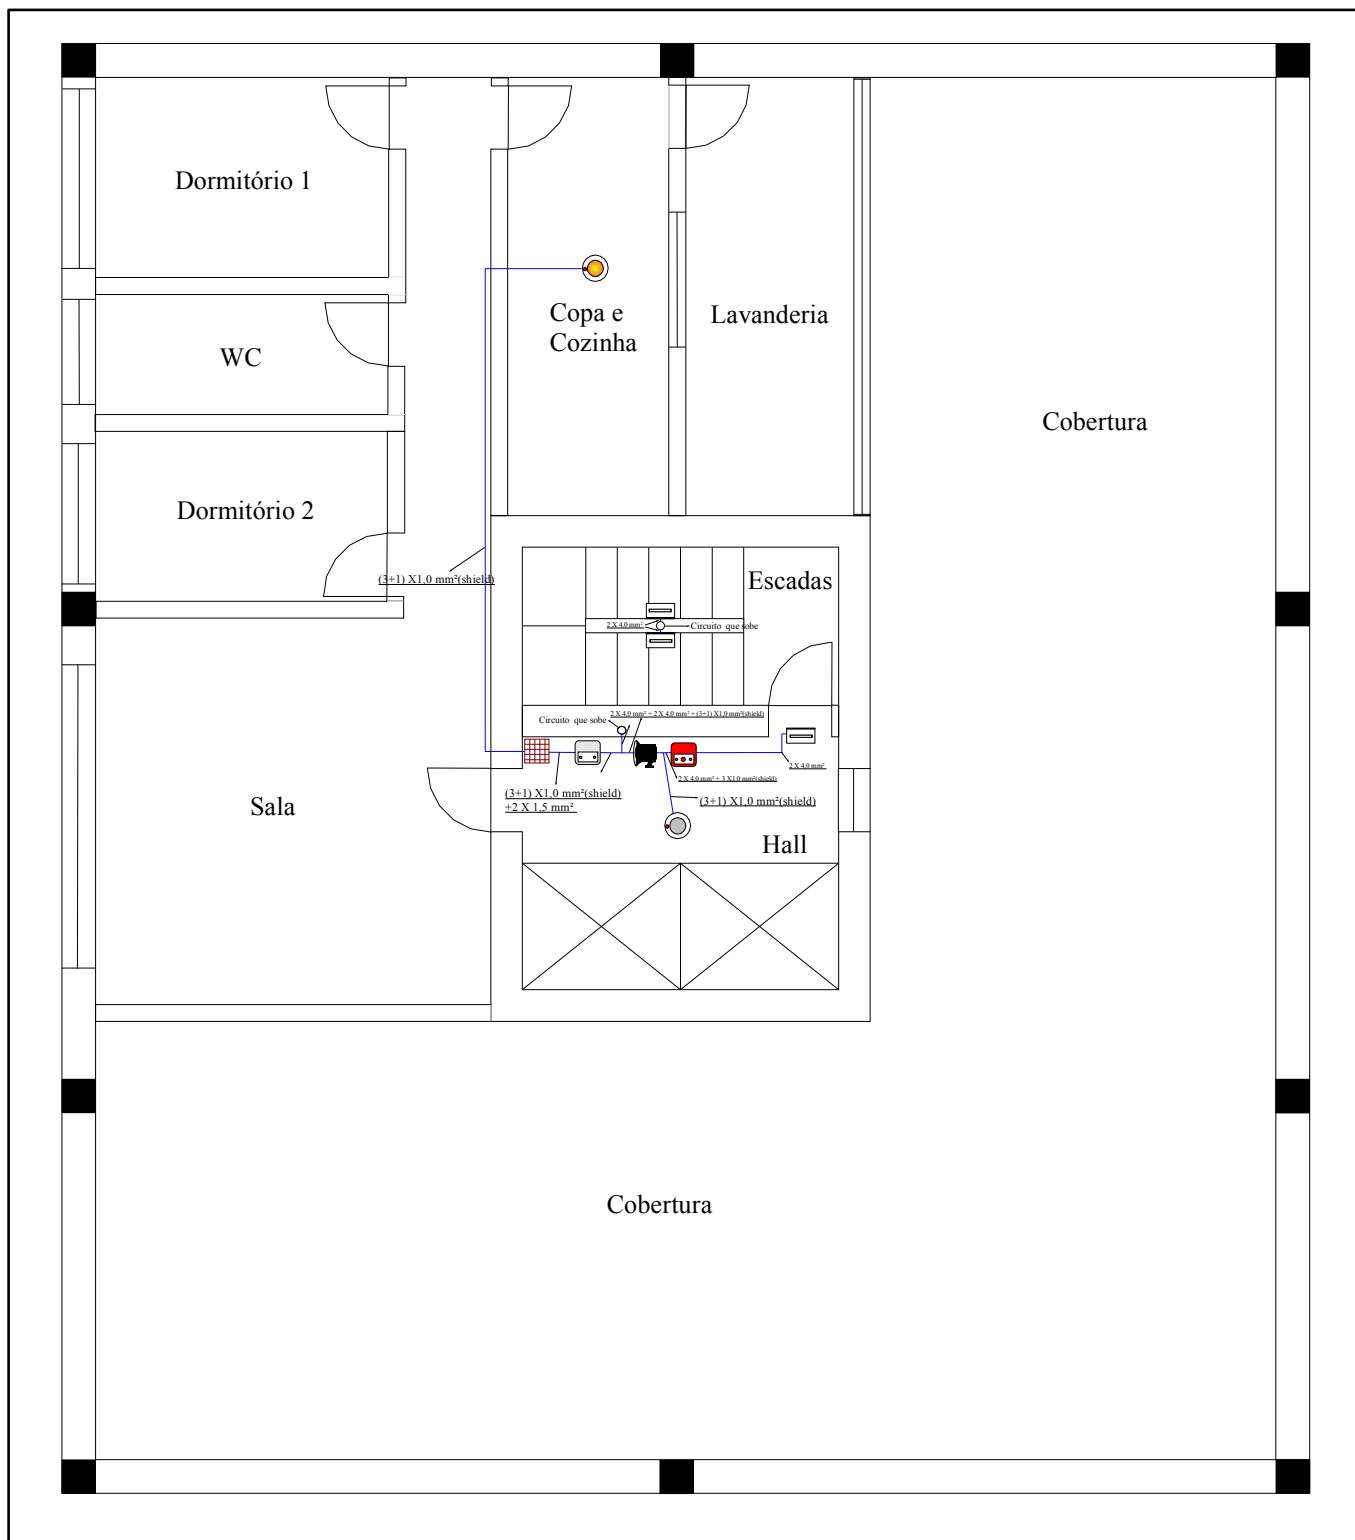 Dormitório 1
Copa e
Cozinha
Lavanderia
WC
Cobertura
Dormitório 2
(3+1) X1,0 mm²(shield)
Escadas
2 X 4.0 mm²
Circuito que sobe
2 X 4.0 mm² + 2 X 4.0 mm² + (3+1) X1,0 mm²(shield)
Circuito que sobe
2 X 4.0 mm²
2 X 4.0 mm² + 3 X1.0 mm²(shield)
(3+1) X1,0 mm²(shield)
+2 X 1,5 mm²
(3+1) X1,0 mm²(shield)
Sala
Hall
Cobertura